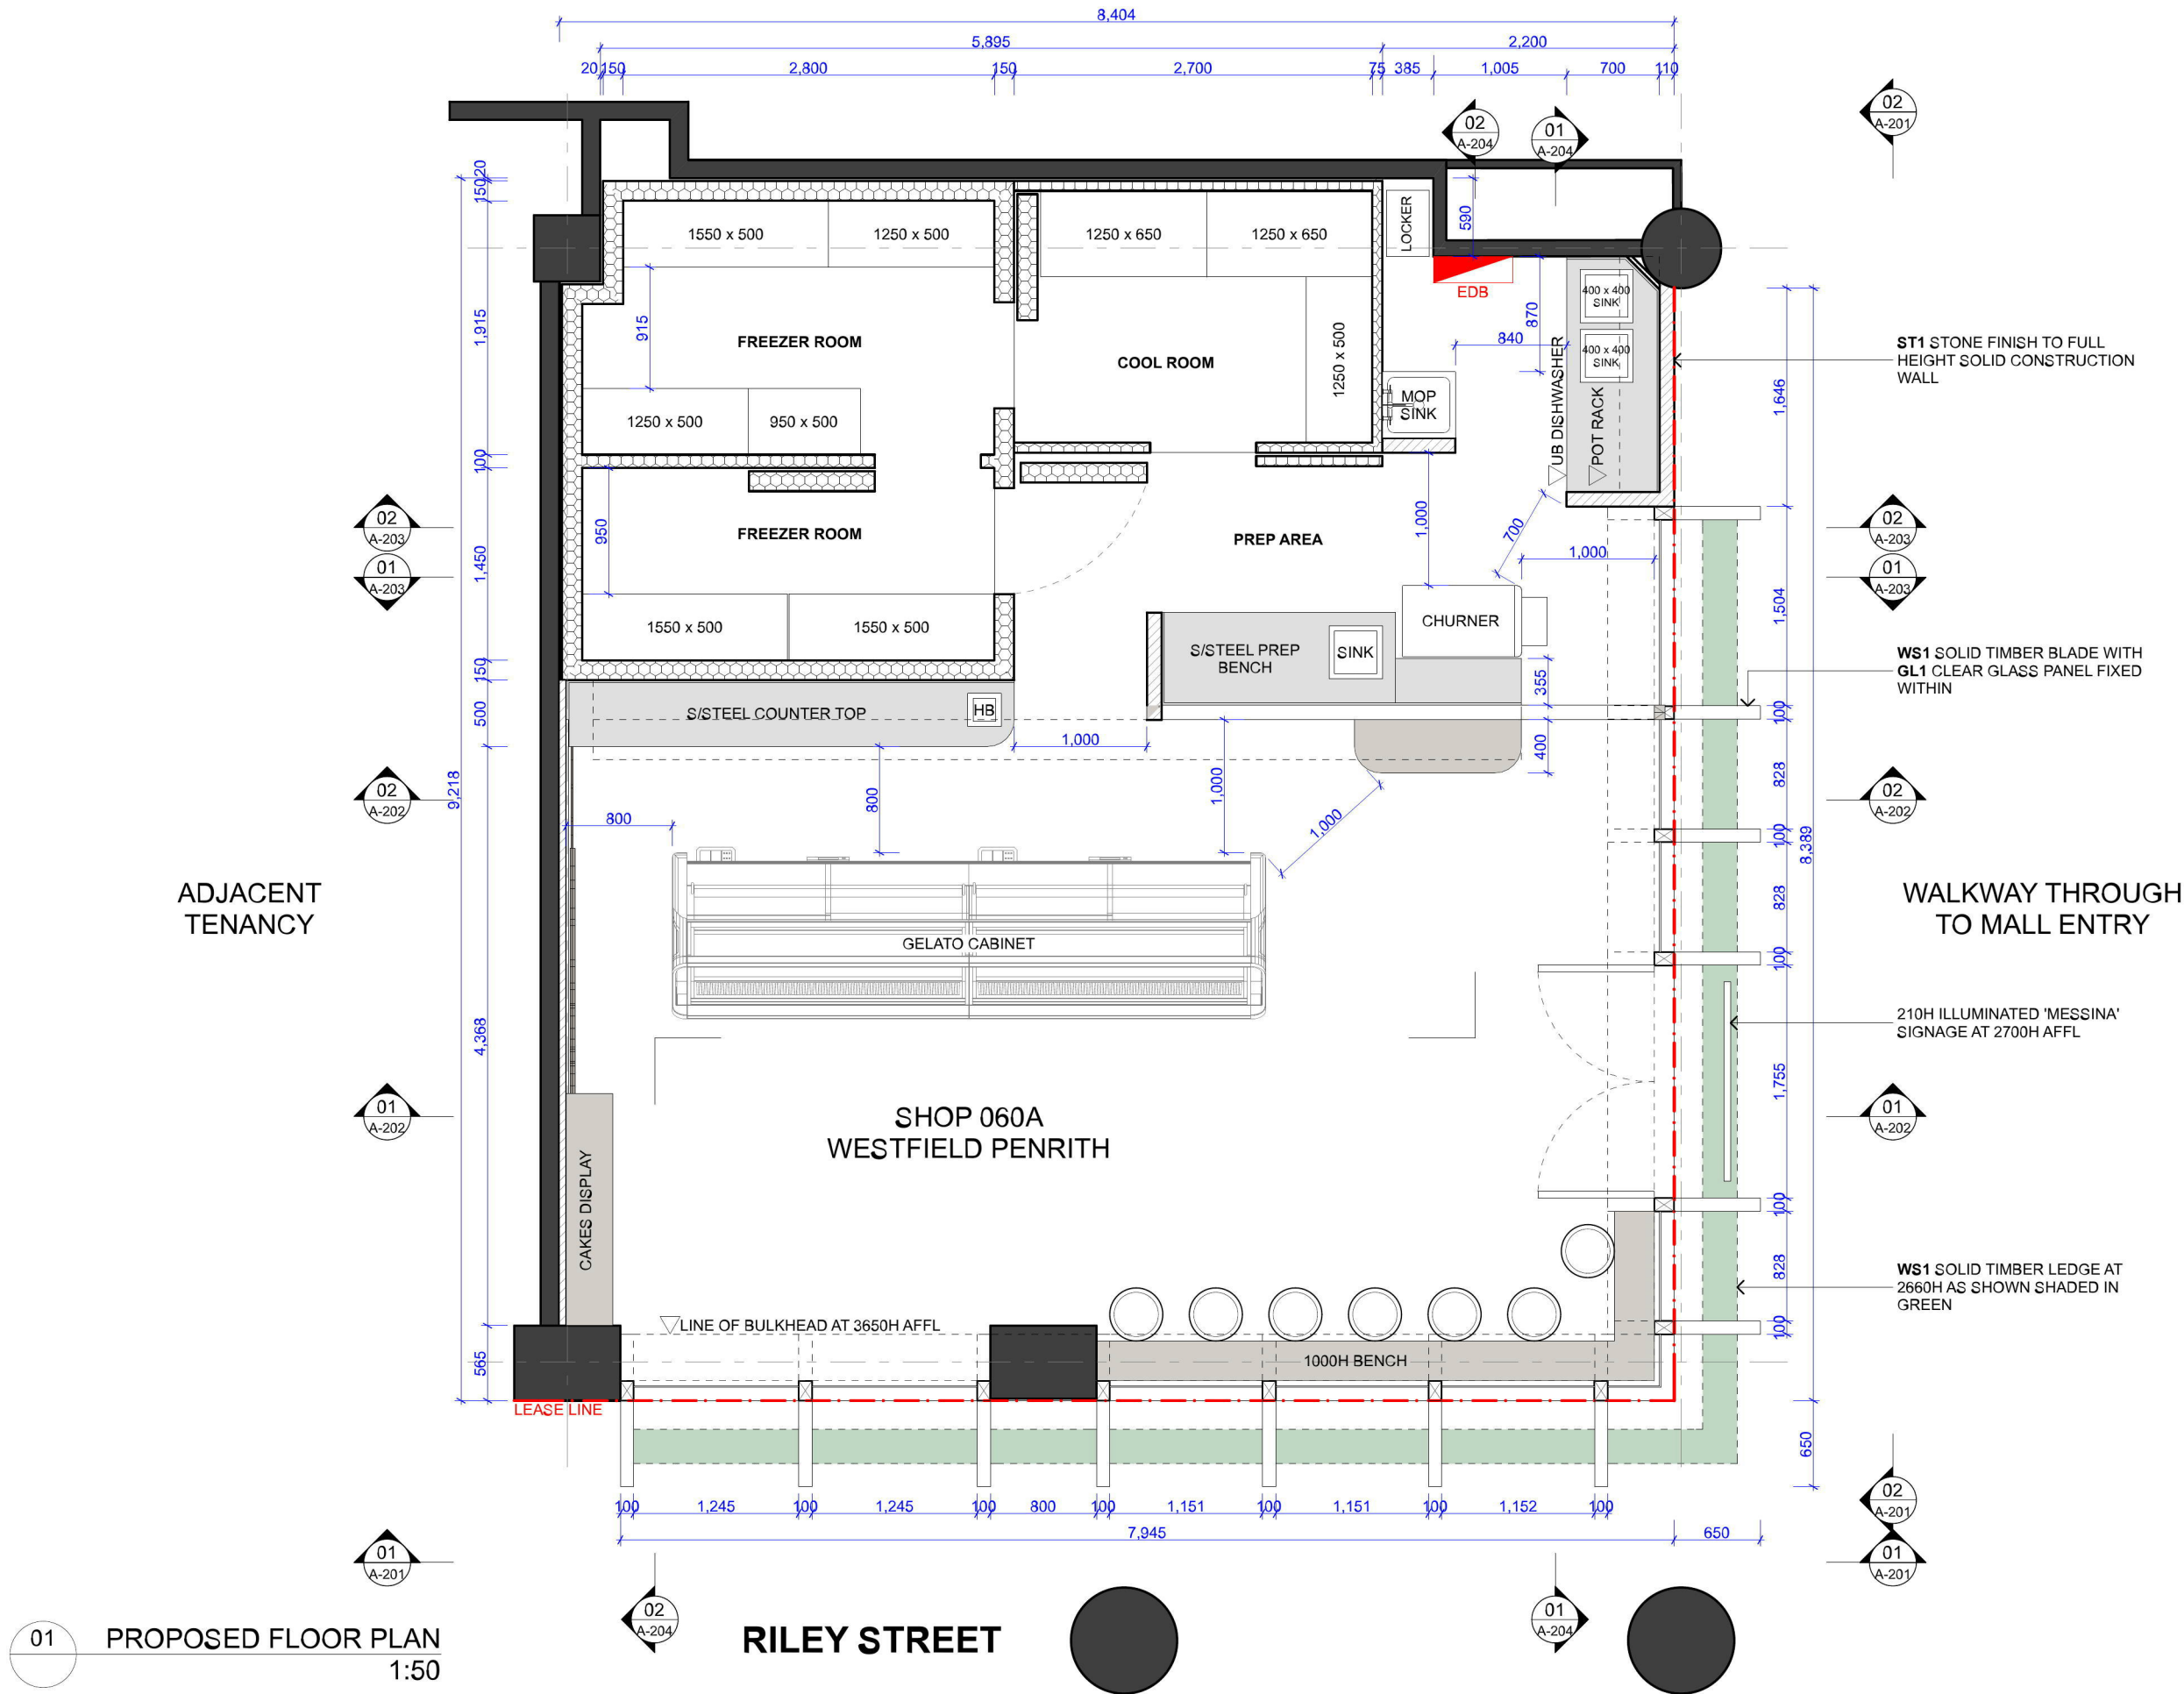 8,404
5,895
2,200
20
150
2,800
150
2,700
75
385
1,005
700
110
02
A-201
02
A-204
01
A-204
20
150
1,915
100
1,450
150
500
4,368
565
9,218
LOCKER
590
1550 x 500
1250 x 500
1250 x 650
1250 x 650
EDB
400 x 400
SINK
400 x 400
SINK
915
870
840
FREEZER ROOM
COOL ROOM
1250 x 500
UB DISHWASHER
POT RACK
MOP
SINK
1250 x 500
950 x 500
ST1 STONE FINISH TO FULL
HEIGHT SOLID CONSTRUCTION
WALL
1,646
02
A-203
01
A-203
950
FREEZER ROOM
PREP AREA
1,000
700
1,000
02
A-203
01
A-203
1550 x 500
1550 x 500
CHURNER
1,504
S/STEEL PREP
BENCH
SINK
355
WS1 SOLID TIMBER BLADE WITH
GL1 CLEAR GLASS PANEL FIXED
WITHIN
S/STEEL COUNTER TOP
HB
1,000
400
100
02
A-202
800
800
1,000
1,000
828
100
8,389
02
A-202
ADJACENT
TENANCY
GELATO CABINET
828
100
WALKWAY THROUGH
TO MALL ENTRY
210H ILLUMINATED 'MESSINA'
SIGNAGE AT 2700H AFFL
1,755
01
A-202
SHOP 060A
WESTFIELD PENRITH
01
A-202
CAKES DISPLAY
100
828
100
WS1 SOLID TIMBER LEDGE AT
2660H AS SHOWN SHADED IN
GREEN
LINE OF BULKHEAD AT 3650H AFFL
1000H BENCH
LEASE LINE
650
100
1,245
100
1,245
100
800
100
1,151
100
1,151
100
1,152
100
7,945
650
02
A-201
01
A-201
01
A-201
02
A-204
RILEY STREET
01
A-204
01
PROPOSED FLOOR PLAN
1:50